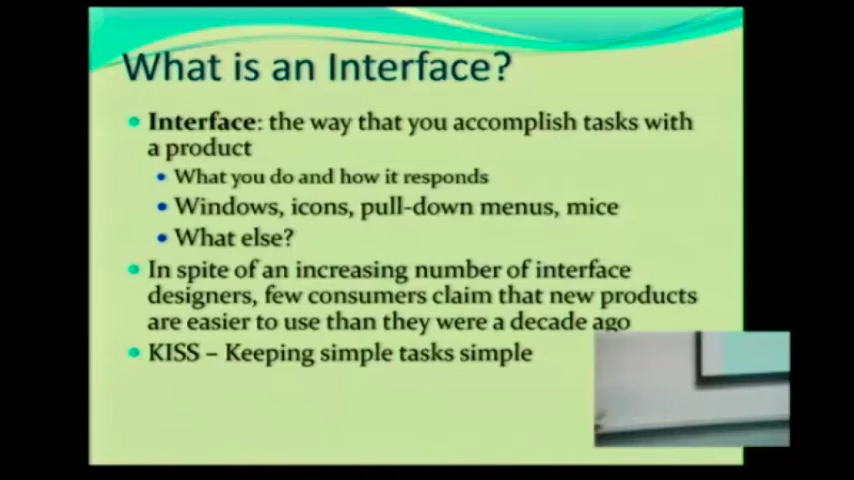 What is an Interface?
Interface: the way that you accomplish tasks with
a product
What you do and how it responds
Windows, icons, pull-down menus, mice
What else?
In spite of an increasing number of interface
designers, few consumers claim that new products
are easier to use than they were a decade ago
KISS – Keeping simple tasks simple